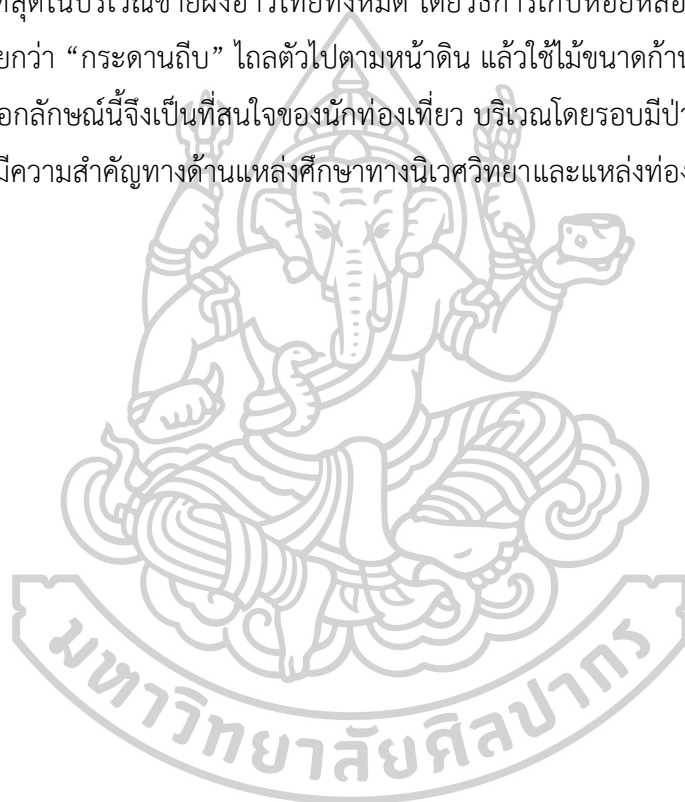 ที่สุดในบริเวณชายฝั่งอ่าวไทยทั้งหมด โดยวิธีการเก็บหอยหลอ
ยกว่า “กระดานถีบ” ไถลตัวไปตามหน้าดิน แล้วใช้ไม้ขนาดก้าน
อกลักษณ์นี้จึงเป็นที่สนใจของนักท่องเที่ยว บริเวณโดยรอบมีป่า
มีความสำคัญทางด้านแหล่งศึกษาทางนิเวศวิทยาและแหล่งท่อง
มหาวิทยาลัยศิลปากร